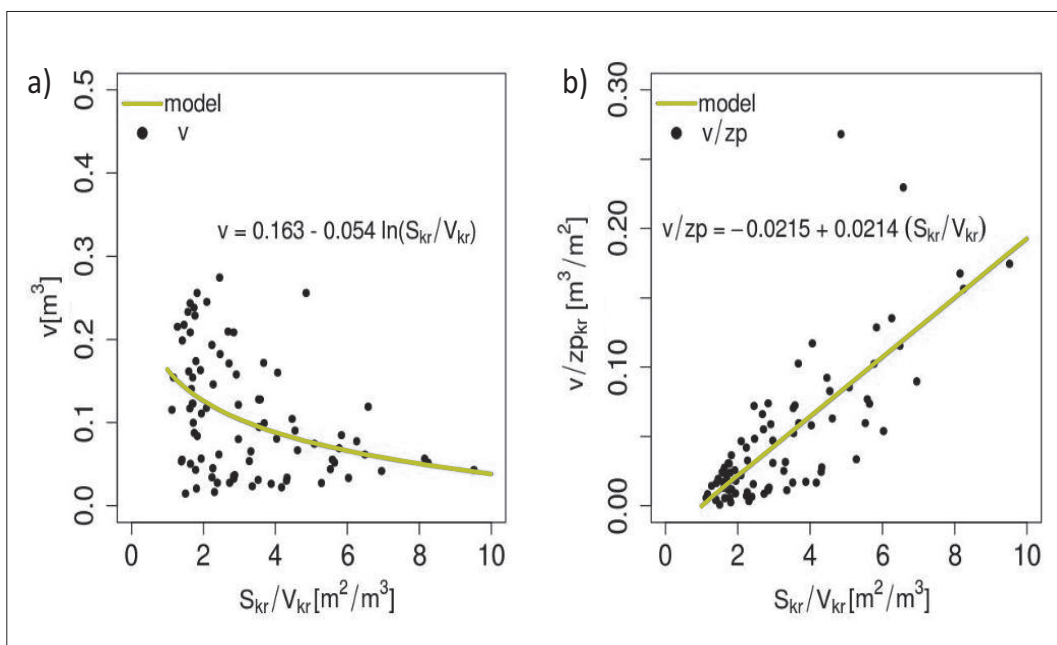 a)
model
v
v = 0.163 - 0.054 ln(Skr/Vkr)
v[m3]
0.5
0.4
0.3
0.2
0.1
0.0
0 2 4 6 8 10
Skr/Vkr[m2/m3]
b)
model
v/zp
v/zp = −0.0215 + 0.0214 (Skr/Vkr)
v/zpkr [m3/m2]
0.30
0.20
0.10
0.00
0 2 4 6 8 10
Skr/Vkr[m2/m3]